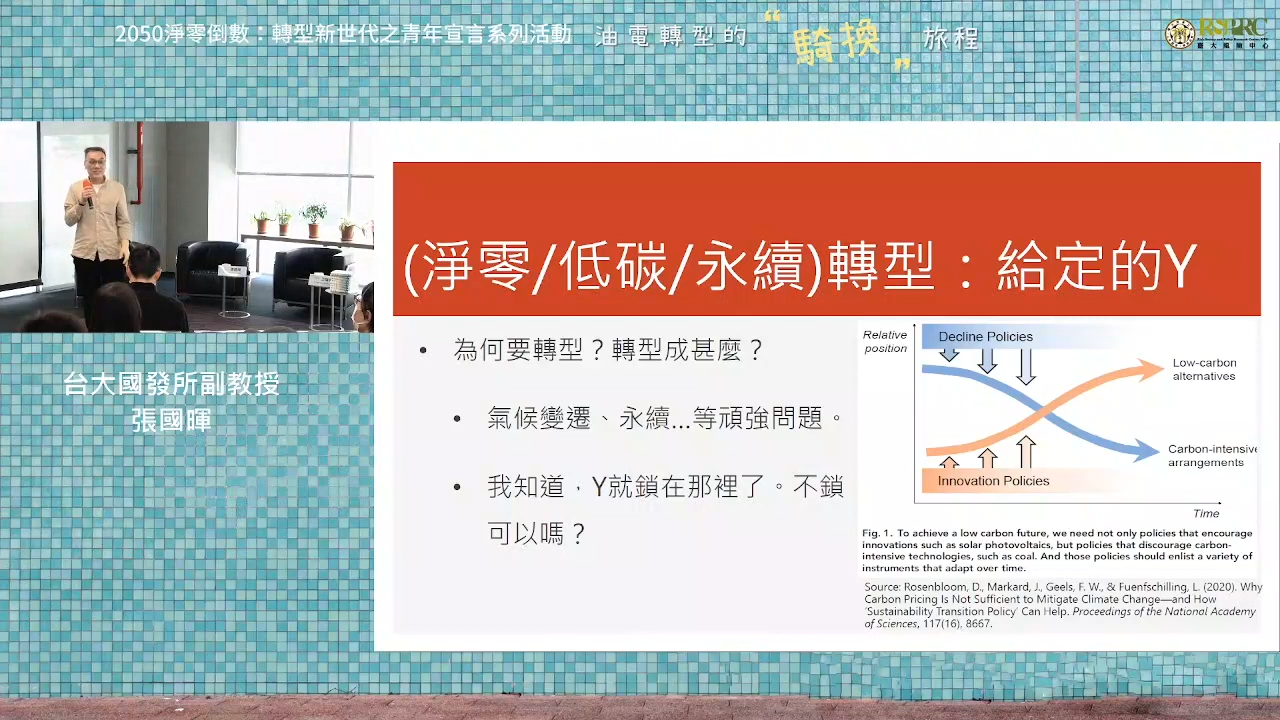 2050淨零倒數：轉型新世代之青年宣言系列活動
油電轉型的
“騎換”
旅程
RSPRC
臺大風險中心
台大國發所副教授
張國暉
(淨零/低碳/永續)轉型：給定的Y
• 為何要轉型？轉型成甚麼？
• 氣候變遷、永續...等頑強問題。
• 我知道，Y就鎖在那裡了。不鎖
可以嗎？
Relative
position
Decline Policies
Low-carbon
alternatives
Carbon-intensive
arrangements
Innovation Policies
Time
Fig. 1. To achieve a low carbon future, we need not only policies that encourage
innovations such as solar photovoltaics, but policies that discourage carbon-
intensive technologies, such as coal. And those policies should enlist a variety of
instruments that adapt over time.
Source: Rosenbloom, D., Markard, J., Geels, F. W., & Fuenfschilling, L. (2020). Why
Carbon Pricing Is Not Sufficient to Mitigate Climate Change—and How
‘Sustainability Transition Policy’ Can Help. Proceedings of the National Academy
of Sciences, 117(16), 8667.